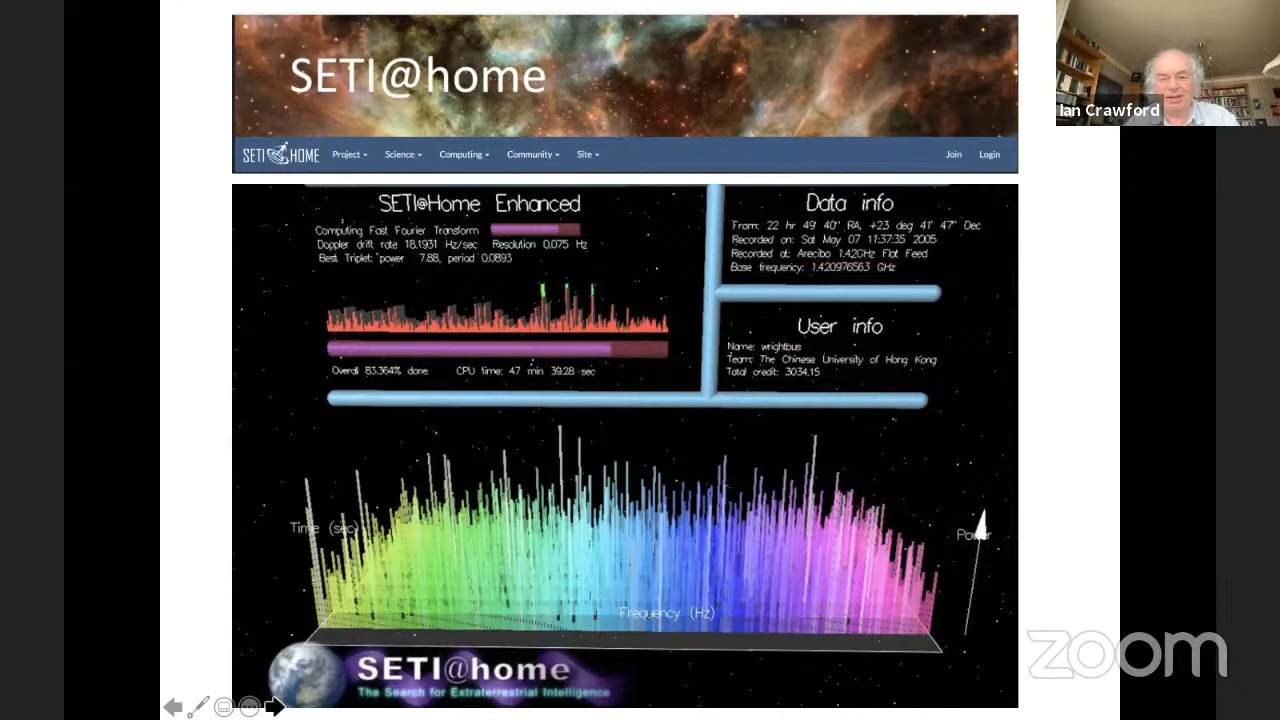 SETI@home
Ian Crawford
SETI@HOME Project Science Computing Community Site Join Login
SETI@Home Enhanced
Computing Fast Fourier Transform
Doppler drift rate 18.1931 Hz/sec Resolution 0.075 Hz
Best Triplet: power 7.88, period 0.0893
Overall 83.364% done CPU time: 47 min 39.28 sec
Data info
From: 22 hr 49' 40" RA, +23 deg 41' 47" Dec
Recorded on: Sat May 07 11:37:35 2005
Recorded at: Arecibo 1.42GHz Flat Feed
Base frequency: 1.420976563 GHz
User info
Name: wrightbus
Team: The Chinese University of Hong Kong
Total credit: 3034.15
Time (sec)
Power
Frequency (Hz)
SETI@home
The Search for Extraterrestrial Intelligence
zoom